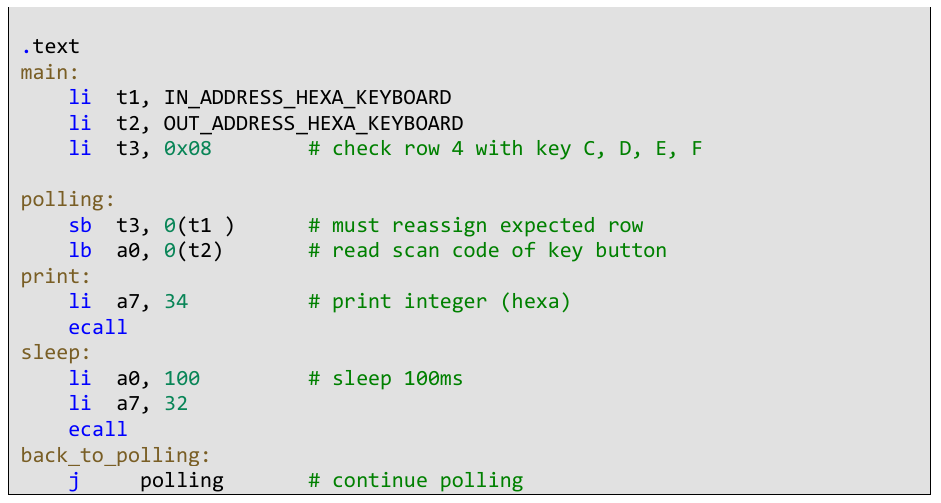 .text
main:
    li  t1, IN_ADDRESS_HEXA_KEYBOARD
    li  t2, OUT_ADDRESS_HEXA_KEYBOARD
    li  t3, 0x08        # check row 4 with key C, D, E, F

polling:
    sb  t3, 0(t1 )      # must reassign expected row
    lb  a0, 0(t2)       # read scan code of key button
print:
    li  a7, 34          # print integer (hexa)
    ecall
sleep:
    li  a0, 100         # sleep 100ms
    li  a7, 32
    ecall
back_to_polling:
    j     polling       # continue polling